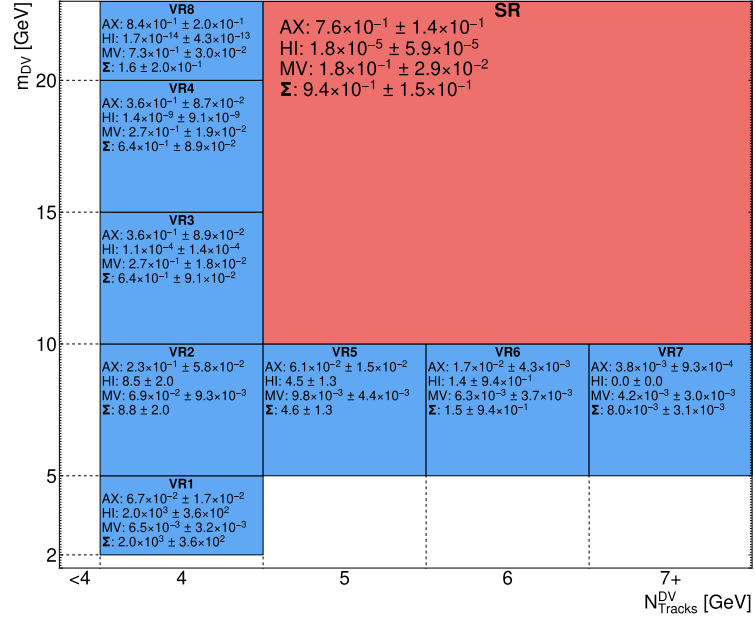 m_DV [GeV]
VR8
AX: 8.4×10⁻¹ ± 2.0×10⁻¹
HI: 1.7×10⁻¹⁴ ± 4.3×10⁻¹³
MV: 7.3×10⁻¹ ± 3.0×10⁻²
Σ: 1.6 ± 2.0×10⁻¹
SR
AX: 7.6×10⁻¹ ± 1.4×10⁻¹
HI: 1.8×10⁻⁵ ± 5.9×10⁻⁵
MV: 1.8×10⁻¹ ± 2.9×10⁻²
Σ: 9.4×10⁻¹ ± 1.5×10⁻¹
20
VR4
AX: 3.6×10⁻¹ ± 8.7×10⁻²
HI: 1.4×10⁻⁹ ± 9.1×10⁻⁹
MV: 2.7×10⁻¹ ± 1.9×10⁻²
Σ: 6.4×10⁻¹ ± 8.9×10⁻²
15
VR3
AX: 3.6×10⁻¹ ± 8.9×10⁻²
HI: 1.1×10⁻⁴ ± 1.4×10⁻⁴
MV: 2.7×10⁻¹ ± 1.8×10⁻²
Σ: 6.4×10⁻¹ ± 9.1×10⁻²
10
VR2
AX: 2.3×10⁻¹ ± 5.8×10⁻²
HI: 8.5 ± 2.0
MV: 6.9×10⁻² ± 9.3×10⁻³
Σ: 8.8 ± 2.0
VR5
AX: 6.1×10⁻² ± 1.5×10⁻²
HI: 4.5 ± 1.3
MV: 9.8×10⁻³ ± 4.4×10⁻³
Σ: 4.6 ± 1.3
VR6
AX: 1.7×10⁻² ± 4.3×10⁻³
HI: 1.4 ± 9.4×10⁻¹
MV: 6.3×10⁻³ ± 3.7×10⁻³
Σ: 1.5 ± 9.4×10⁻¹
VR7
AX: 3.8×10⁻³ ± 9.3×10⁻⁴
HI: 0.0 ± 0.0
MV: 4.2×10⁻³ ± 3.0×10⁻³
Σ: 8.0×10⁻³ ± 3.1×10⁻³
5
VR1
AX: 6.7×10⁻² ± 1.7×10⁻²
HI: 2.0×10³ ± 3.6×10²
MV: 6.5×10⁻³ ± 3.2×10⁻³
Σ: 2.0×10³ ± 3.6×10²
2
<4 4 5 6 7+
N^DV_Tracks [GeV]